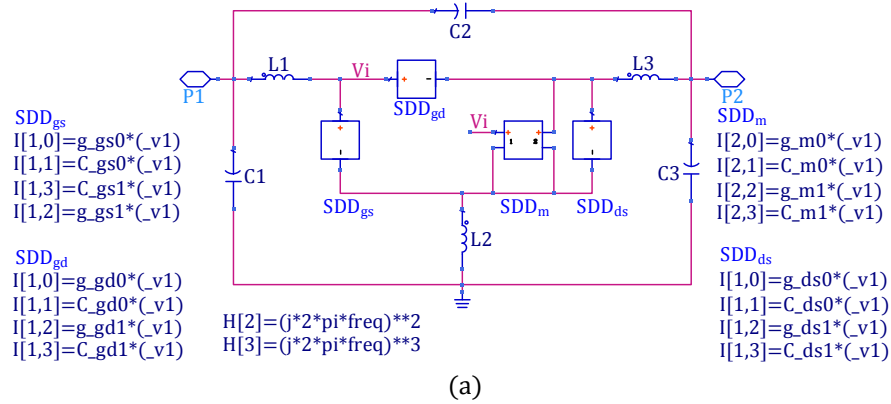 C2
L1
Vi
L3
P1
SDDgd
P2
SDDgs
I[1,0]=g_gs0*(_v1)
I[1,1]=C_gs0*(_v1)
I[1,3]=C_gs1*(_v1)
I[1,2]=g_gs1*(_v1)
C1
+
-
SDDgs
Vi
+
1
+
2
SDDm
+
-
SDDds
C3
SDDm
I[2,0]=g_m0*(_v1)
I[2,1]=C_m0*(_v1)
I[2,2]=g_m1*(_v1)
I[2,3]=C_m1*(_v1)
L2
SDDgd
I[1,0]=g_gd0*(_v1)
I[1,1]=C_gd0*(_v1)
I[1,2]=g_gd1*(_v1)
I[1,3]=C_gd1*(_v1)
H[2]=(j*2*pi*freq)**2
H[3]=(j*2*pi*freq)**3
SDDds
I[1,0]=g_ds0*(_v1)
I[1,1]=C_ds0*(_v1)
I[1,2]=g_ds1*(_v1)
I[1,3]=C_ds1*(_v1)
(a)